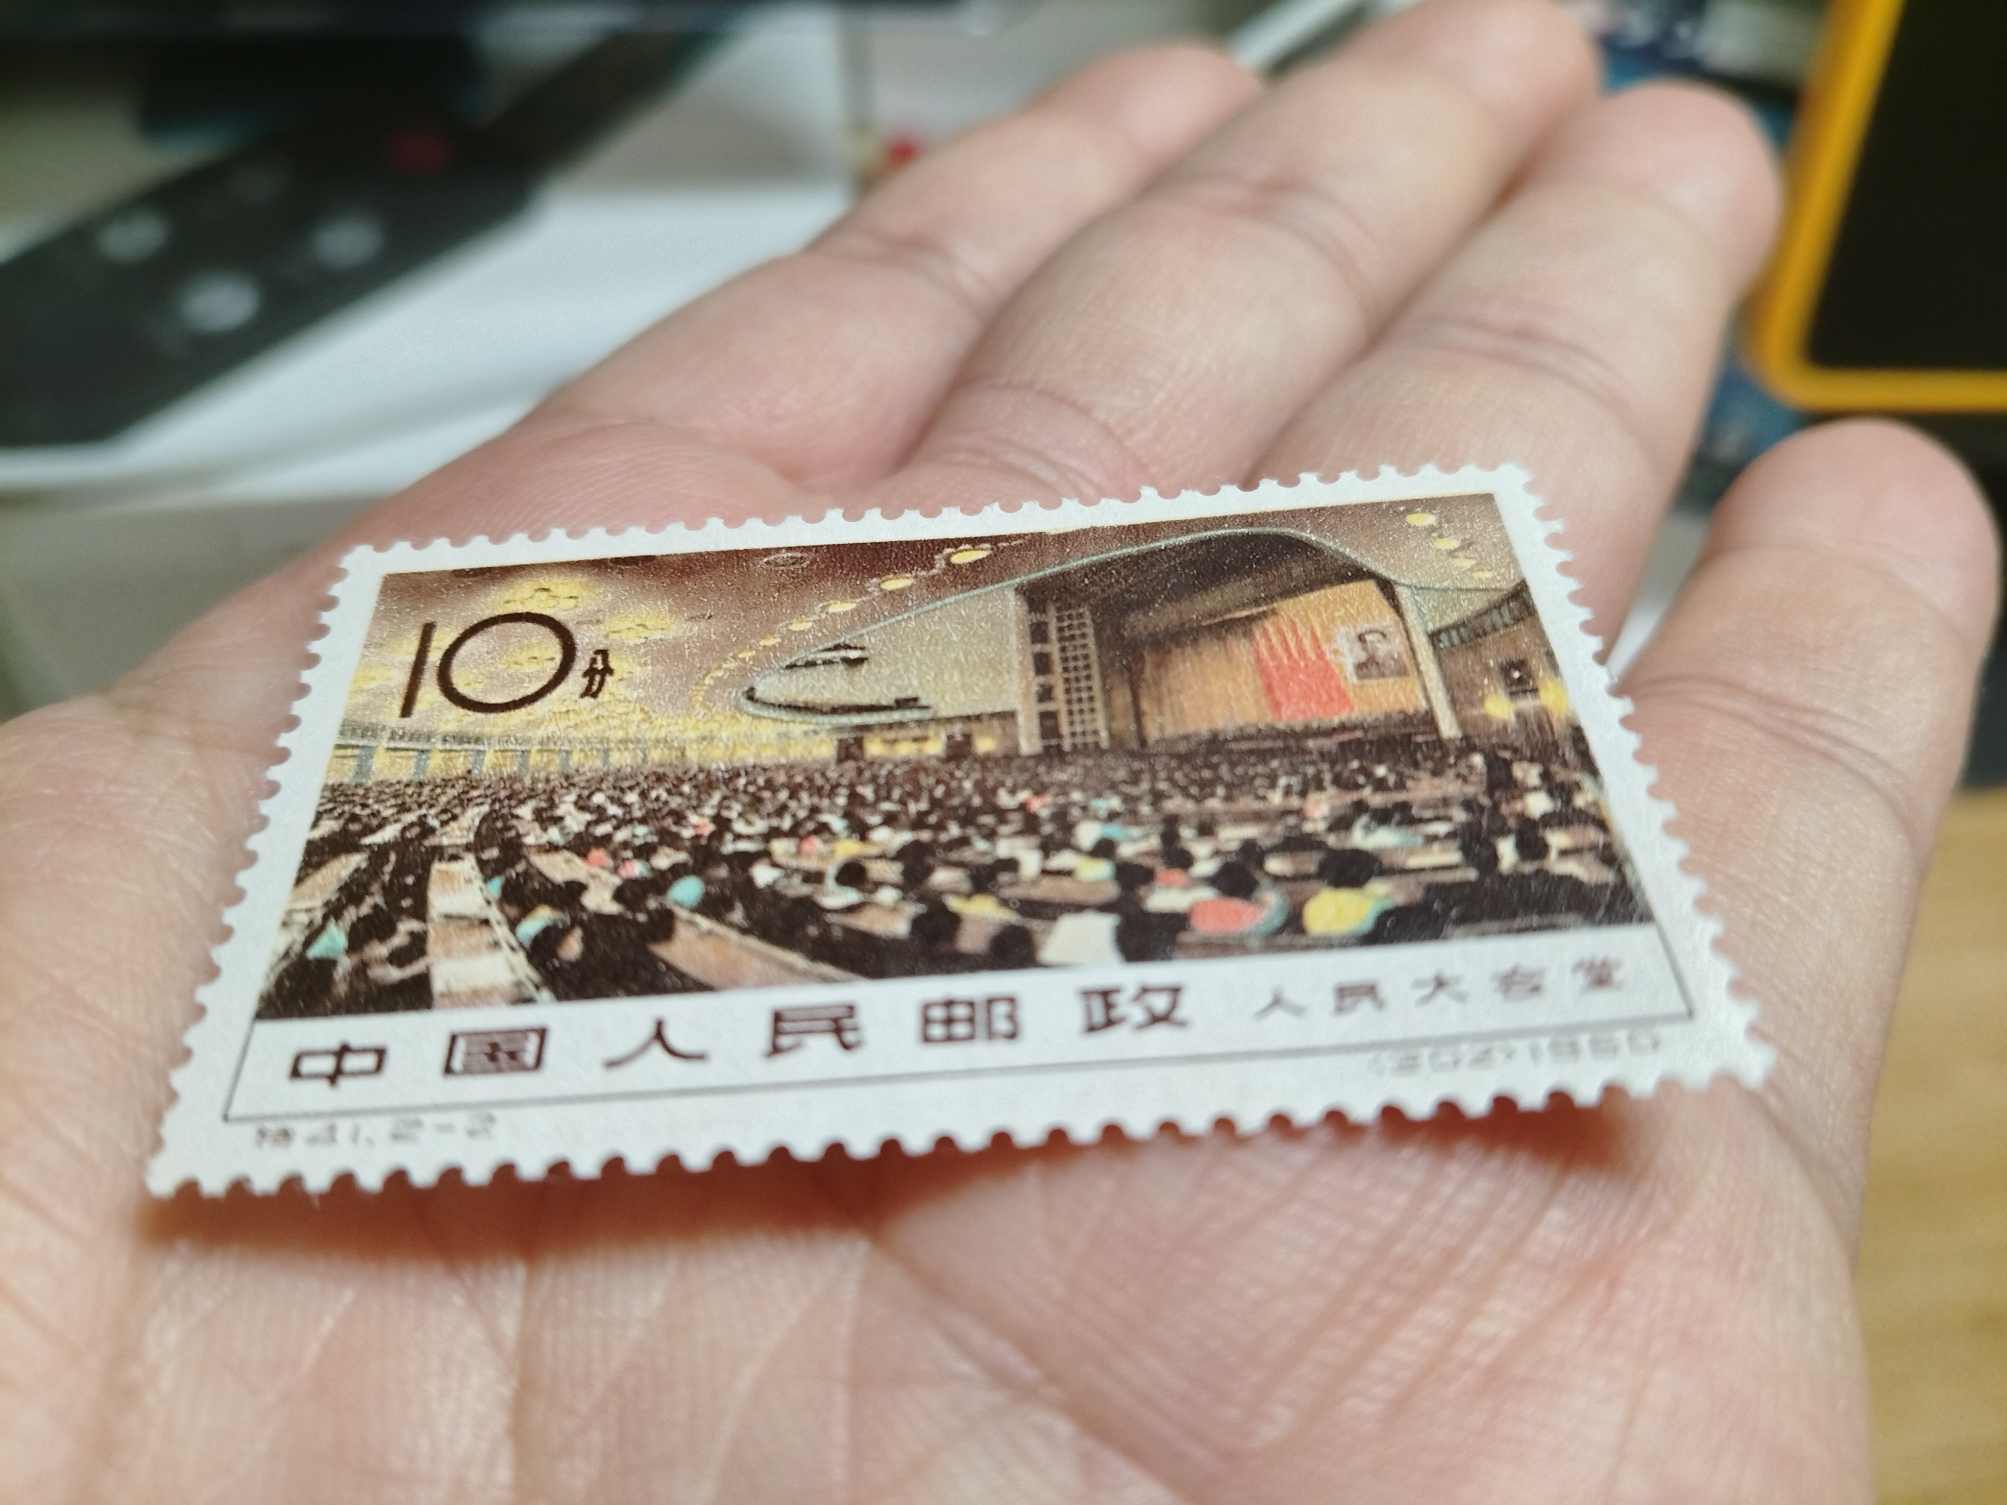 10分
中国人民邮政 人民大会堂
特41.2-2